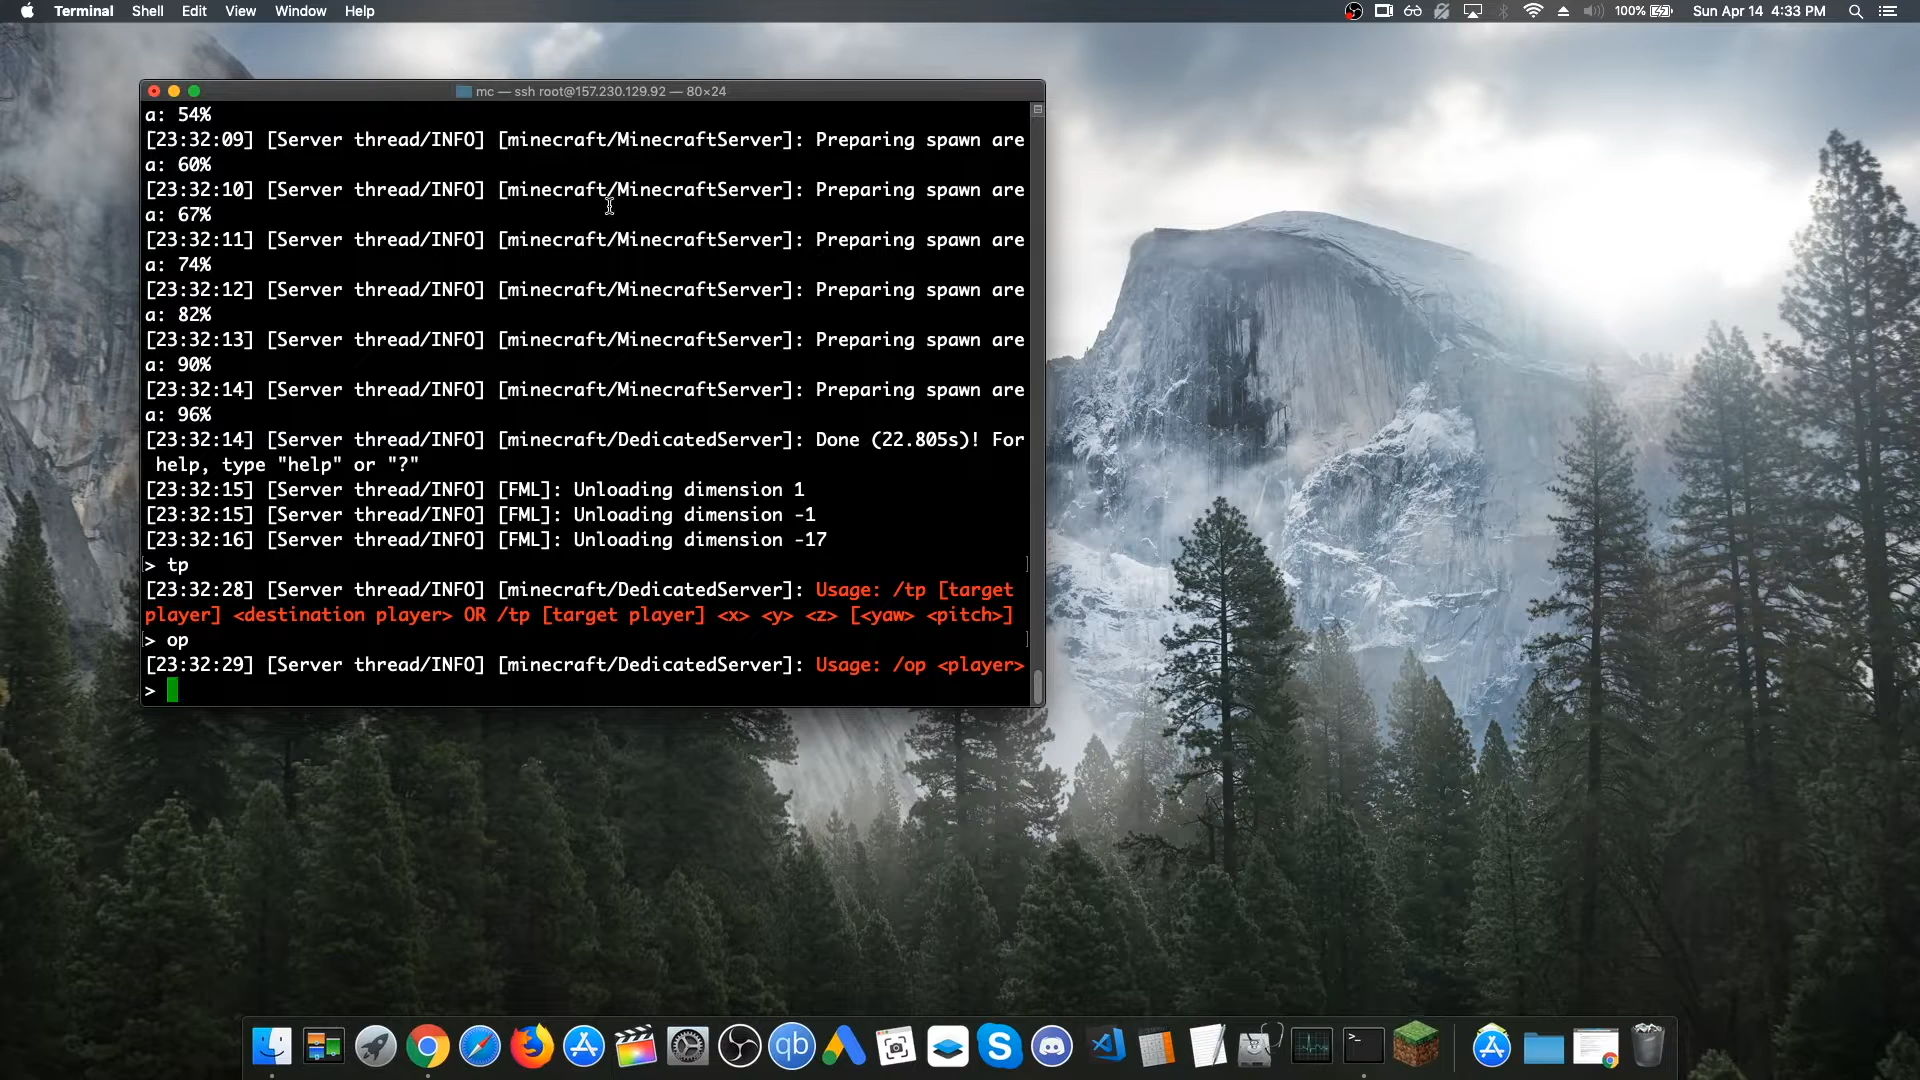 Terminal Shell Edit View Window Help 100% Sun Apr 14 4:33 PM
mc — ssh root@157.230.129.92 — 80×24
a: 54%
[23:32:09] [Server thread/INFO] [minecraft/MinecraftServer]: Preparing spawn are
a: 60%
[23:32:10] [Server thread/INFO] [minecraft/MinecraftServer]: Preparing spawn are
a: 67%
[23:32:11] [Server thread/INFO] [minecraft/MinecraftServer]: Preparing spawn are
a: 74%
[23:32:12] [Server thread/INFO] [minecraft/MinecraftServer]: Preparing spawn are
a: 82%
[23:32:13] [Server thread/INFO] [minecraft/MinecraftServer]: Preparing spawn are
a: 90%
[23:32:14] [Server thread/INFO] [minecraft/MinecraftServer]: Preparing spawn are
a: 96%
[23:32:14] [Server thread/INFO] [minecraft/DedicatedServer]: Done (22.805s)! For
help, type "help" or "?"
[23:32:15] [Server thread/INFO] [FML]: Unloading dimension 1
[23:32:15] [Server thread/INFO] [FML]: Unloading dimension -1
[23:32:16] [Server thread/INFO] [FML]: Unloading dimension -17
[> tp ]
[23:32:28] [Server thread/INFO] [minecraft/DedicatedServer]: Usage: /tp [target
player] <destination player> OR /tp [target player] <x> <y> <z> [<yaw> <pitch>]
[> op ]
[23:32:29] [Server thread/INFO] [minecraft/DedicatedServer]: Usage: /op <player>
>
qb